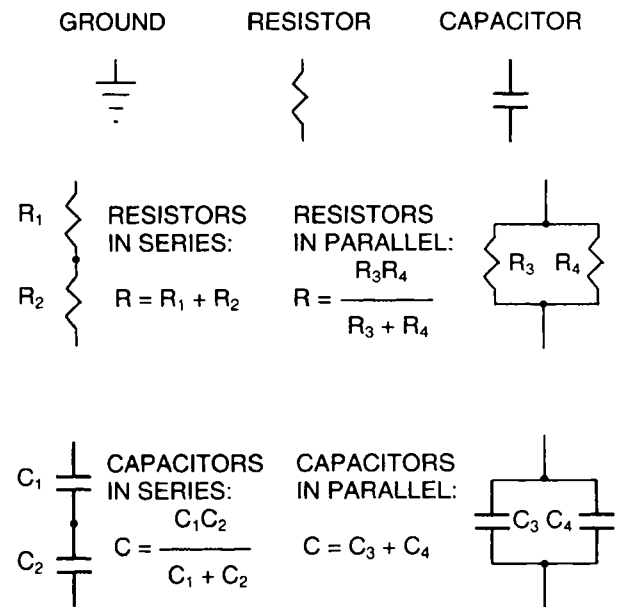 GROUND RESISTOR CAPACITOR
R₁ RESISTORS IN SERIES:
R₂ R = R₁ + R₂
RESISTORS IN PARALLEL:
R = R₃R₄ / R₃ + R₄
R₃ R₄
C₁ CAPACITORS IN SERIES:
C₂ C = C₁C₂ / C₁ + C₂
CAPACITORS IN PARALLEL:
C = C₃ + C₄
C₃ C₄